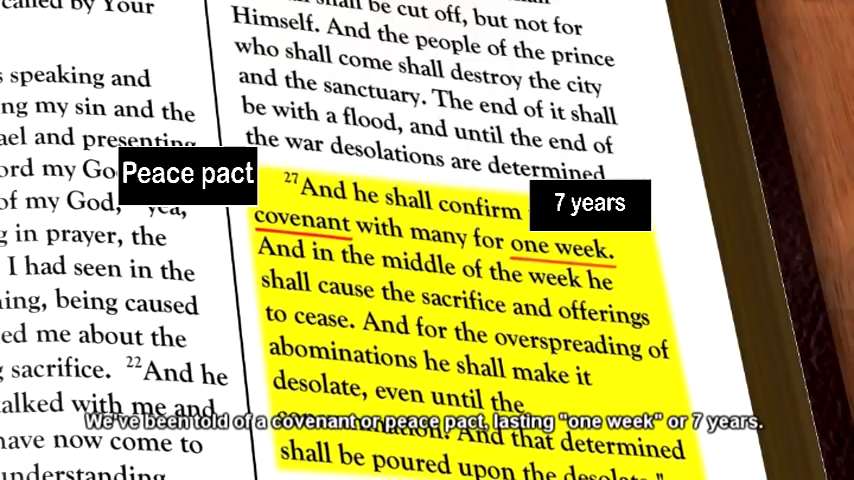 called by Your
speaking and
ing my sin and the
ael and presenting
ord my Go
of my God, yea,
g in prayer, the
I had seen in the
ning, being caused
ed me about the
g sacrifice. 22And he
talked with me and
have now come to
understanding
shall be cut off, but not for
Himself. And the people of the prince
who shall come shall destroy the city
and the sanctuary. The end of it shall
be with a flood, and until the end of
the war desolations are determined
27And he shall confirm
covenant with many for one week.
And in the middle of the week he
shall cause the sacrifice and offerings
to cease. And for the overspreading of
abominations he shall make it
desolate, even until the
And that determined
shall be poured upon the desolate."
Peace pact
7 years
We've been told of a covenant or peace pact, lasting "one week" or 7 years.